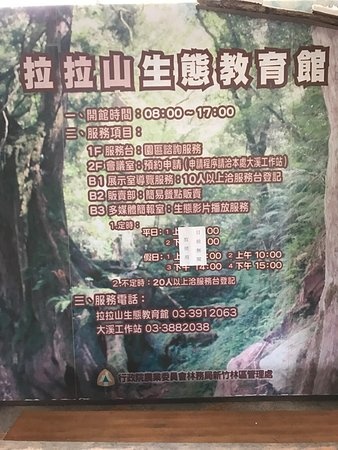 拉拉山生態教育館
一、開館時間：08:00～17:00
二、服務項目：
1F 服務台：園區諮詢服務
2F 會議室：預約申請（申請程序請洽本處大溪工作站）
B1 展示室導覽服務：10人以上洽服務台登記
B2 販賣部：簡易餐點販賣
B3 多媒體簡報室：生態影片播放服務
1.定時：
平日：1 上
2 下
假日：1 上 00 2 上午 10:00
3 下午 14:00 4 下午 15:00
2.不定時：20人以上洽服務台登記
三、服務電話：
拉拉山生態教育館 03-3912063
大溪工作站 03-3882038
行政院農業委員會林務局新竹林區管理處